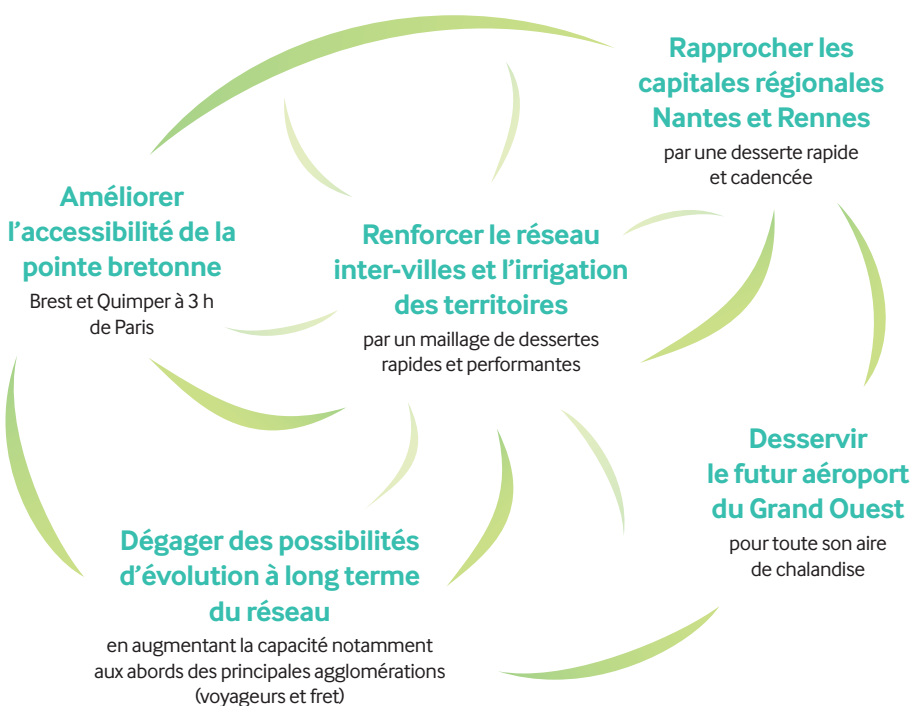 Rapprocher les
capitales régionales
Nantes et Rennes
par une desserte rapide
et cadencée
Améliorer
l'accessibilité de la
pointe bretonne
Brest et Quimper à 3 h
de Paris
Renforcer le réseau
inter-villes et l'irrigation
des territoires
par un maillage de dessertes
rapides et performantes
Desservir
le futur aéroport
du Grand Ouest
pour toute son aire
de chalandise
Dégager des possibilités
d'évolution à long terme
du réseau
en augmentant la capacité notamment
aux abords des principales agglomérations
(voyageurs et fret)